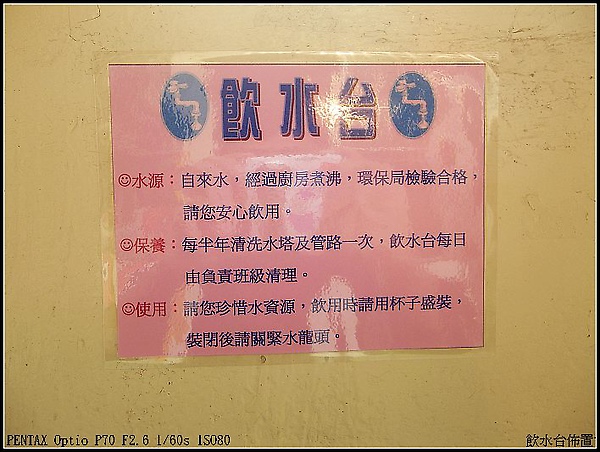 飲水台
☺水源：自來水，經過廚房煮沸，環保局檢驗合格，
請您安心飲用。
☺保養：每半年清洗水塔及管路一次，飲水台每日
由負責班級清理。
☺使用：請您珍惜水資源，飲用時請用杯子盛裝，
裝閉後請關緊水龍頭。
PENTAX Optio P70 F2.6 1/60s ISO80
飲水台佈置